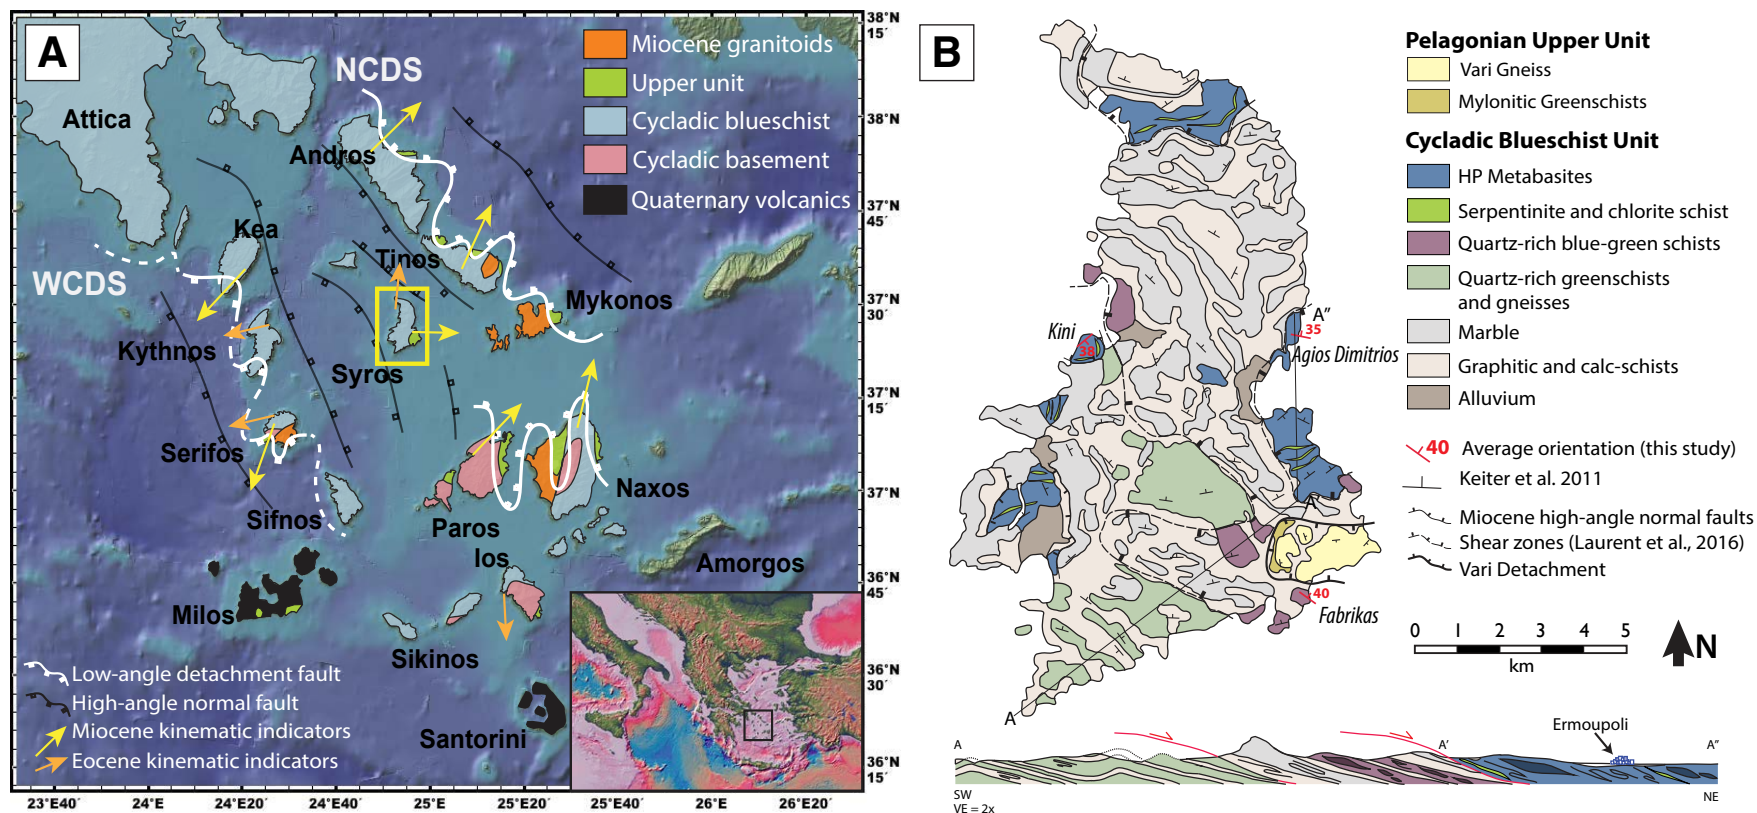 A
NCDS
Miocene granitoids
Upper unit
Cycladic blueschist
Cycladic basement
Quaternary volcanics
Attica
Andros
Kea
Tinos
WCDS
Mykonos
Kythnos
Syros
Serifos
Naxos
Sifnos
Paros
Ios
Amorgos
Milos
Sikinos
Santorini
Low-angle detachment fault
High-angle normal fault
Miocene kinematic indicators
Eocene kinematic indicators
38°N
15´
38°N
37°N
45´
37°N
30´
37°N
15´
37°N
36°N
45´
36°N
30´
36°N
15´
23°E40´ 24°E 24°E20´ 24°E40´ 25°E 25°E20´ 25°E40´ 26°E 26°E20´
B
Pelagonian Upper Unit
Vari Gneiss
Mylonitic Greenschists
Cycladic Blueschist Unit
HP Metabasites
Serpentinite and chlorite schist
Quartz-rich blue-green schists
Quartz-rich greenschists
and gneisses
Marble
Graphitic and calc-schists
Alluvium
40 Average orientation (this study)
Keiter et al. 2011
Miocene high-angle normal faults
Shear zones (Laurent et al., 2016)
Vari Detachment
0 1 2 3 4 5
km
N
Kini
38
A"
35
Agios Dimitrios
A'
40
Fabrikas
A
Ermoupoli
A A' A"
SW NE
VE = 2x